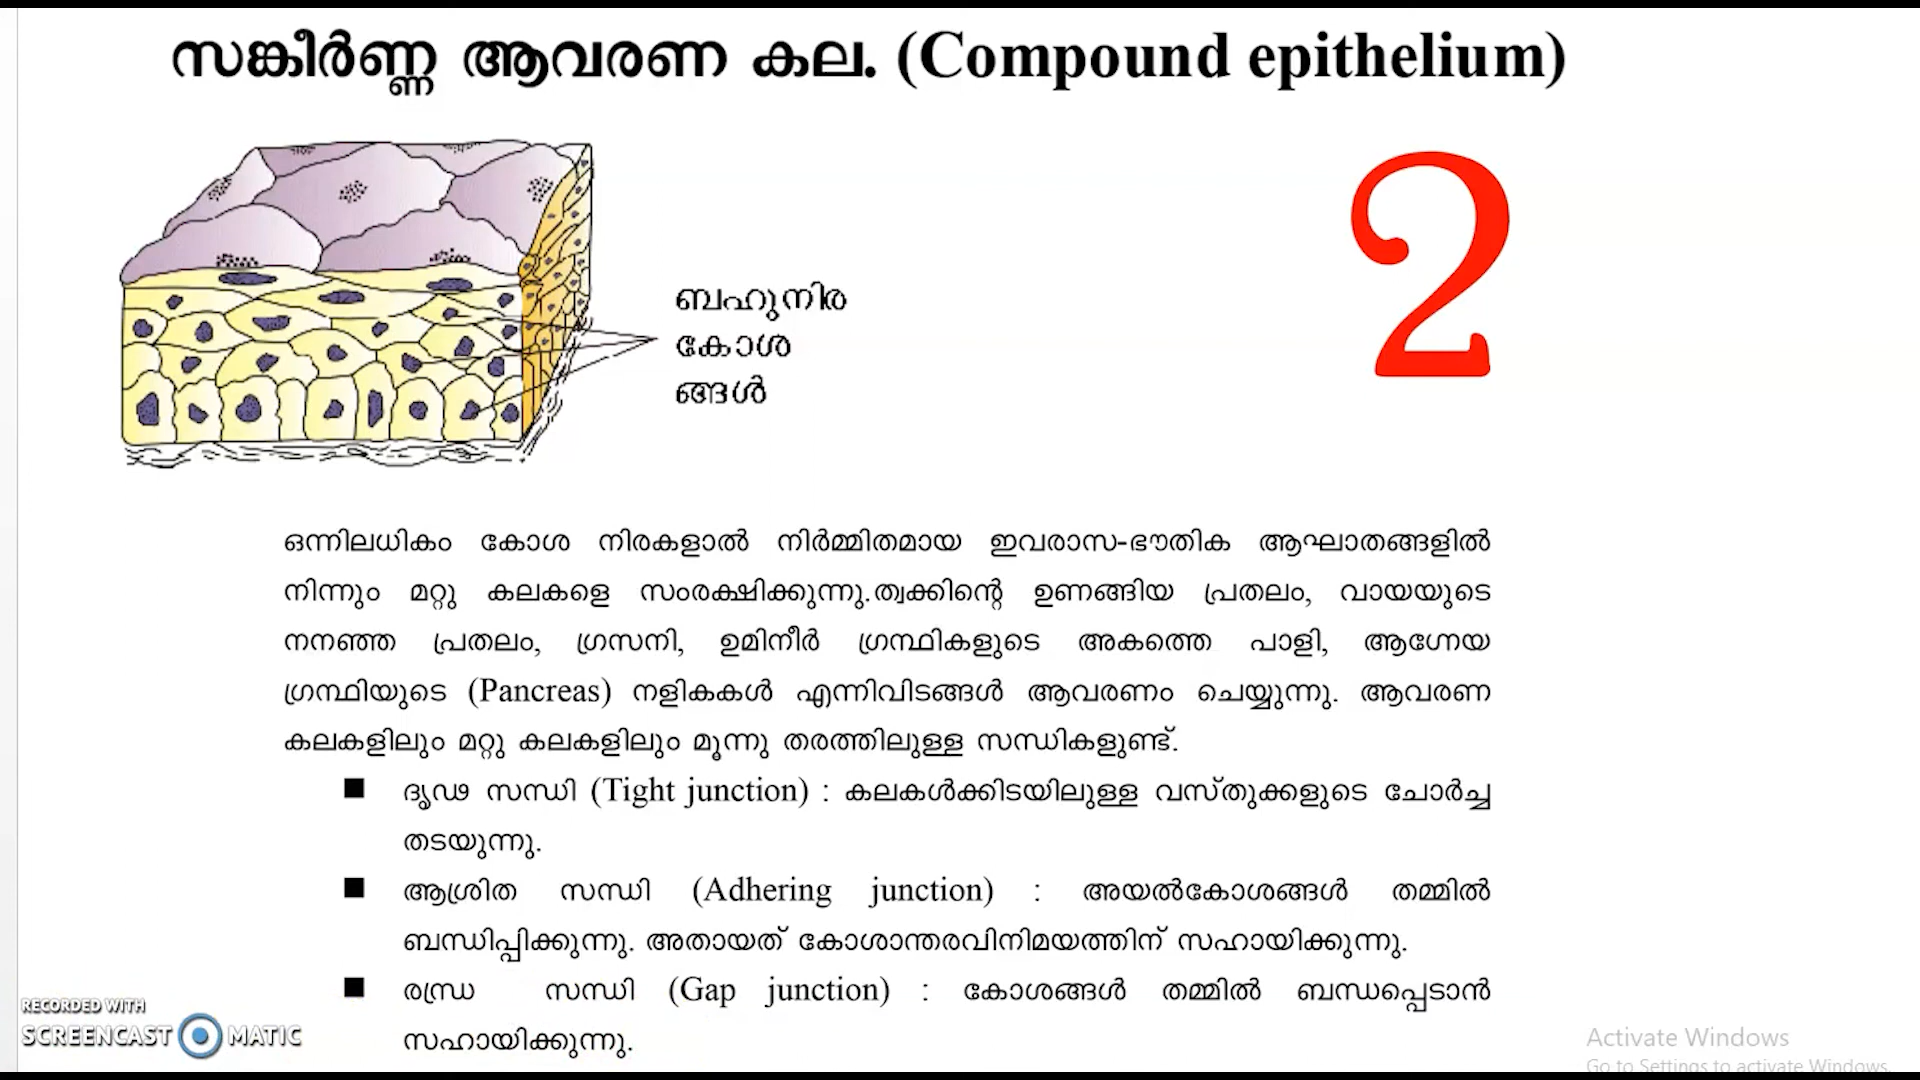 സങ്കീർണ്ണ ആവരണ കല. (Compound epithelium)
2
ബഹുനിര
കോശ
ങ്ങൾ
ഒന്നിലധികം കോശ നിരകളാൽ നിർമ്മിതമായ ഇവരാസ-ഭൗതിക ആഘാതങ്ങളിൽ
നിന്നും മറ്റു കലകളെ സംരക്ഷിക്കുന്നു.ത്വക്കിന്റെ ഉണങ്ങിയ പ്രതലം, വായയുടെ
നനഞ്ഞ പ്രതലം, ഗ്രസനി, ഉമിനീർ ഗ്രന്ഥികളുടെ അകത്തെ പാളി, ആഗ്നേയ
ഗ്രന്ഥിയുടെ (Pancreas) നളികകൾ എന്നിവിടങ്ങൾ ആവരണം ചെയ്യുന്നു. ആവരണ
കലകളിലും മറ്റു കലകളിലും മൂന്നു തരത്തിലുള്ള സന്ധികളുണ്ട്.
■ ദൃഢ സന്ധി (Tight junction) : കലകൾക്കിടയിലുള്ള വസ്തുക്കളുടെ ചോർച്ച
തടയുന്നു.
■ ആശ്രിത സന്ധി (Adhering junction) : അയൽകോശങ്ങൾ തമ്മിൽ
ബന്ധിപ്പിക്കുന്നു. അതായത് കോശാന്തരവിനിമയത്തിന് സഹായിക്കുന്നു.
■ രന്ധ്ര സന്ധി (Gap junction) : കോശങ്ങൾ തമ്മിൽ ബന്ധപ്പെടാൻ
സഹായിക്കുന്നു.
RECORDED WITH
SCREENCAST MATIC
Activate Windows
Go to Settings to activate Windows.